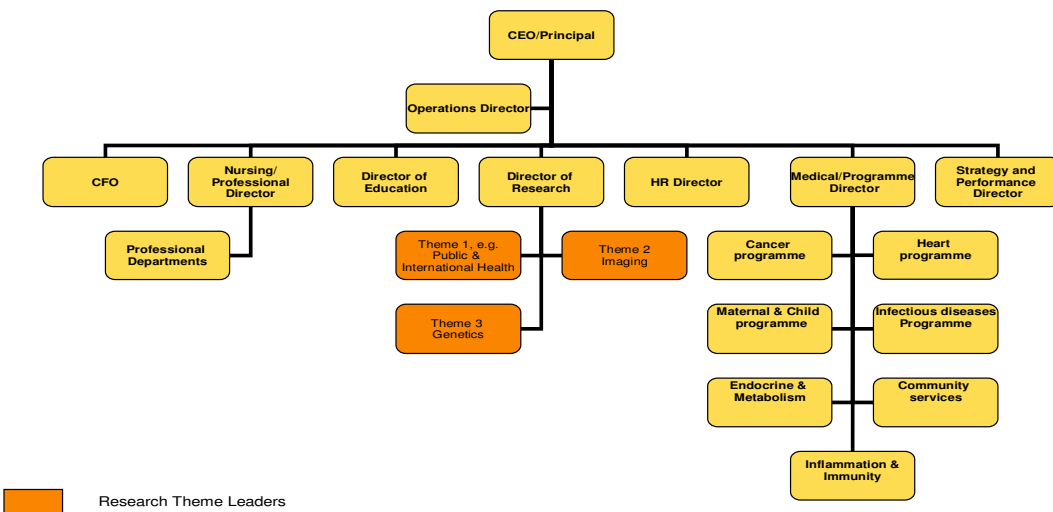 CEO/Principal
Operations Director
CFO
Nursing/
Professional
Director
Director of
Education
Director of
Research
HR Director
Medical/Programme
Director
Strategy and
Performance
Director
Professional
Departments
Theme 1, e.g.
Public &
International Health
Theme 2
Imaging
Cancer
programme
Heart
programme
Theme 3
Genetics
Maternal & Child
programme
Infectious diseases
Programme
Endocrine &
Metabolism
Community
services
Inflammation &
Immunity
Research Theme Leaders